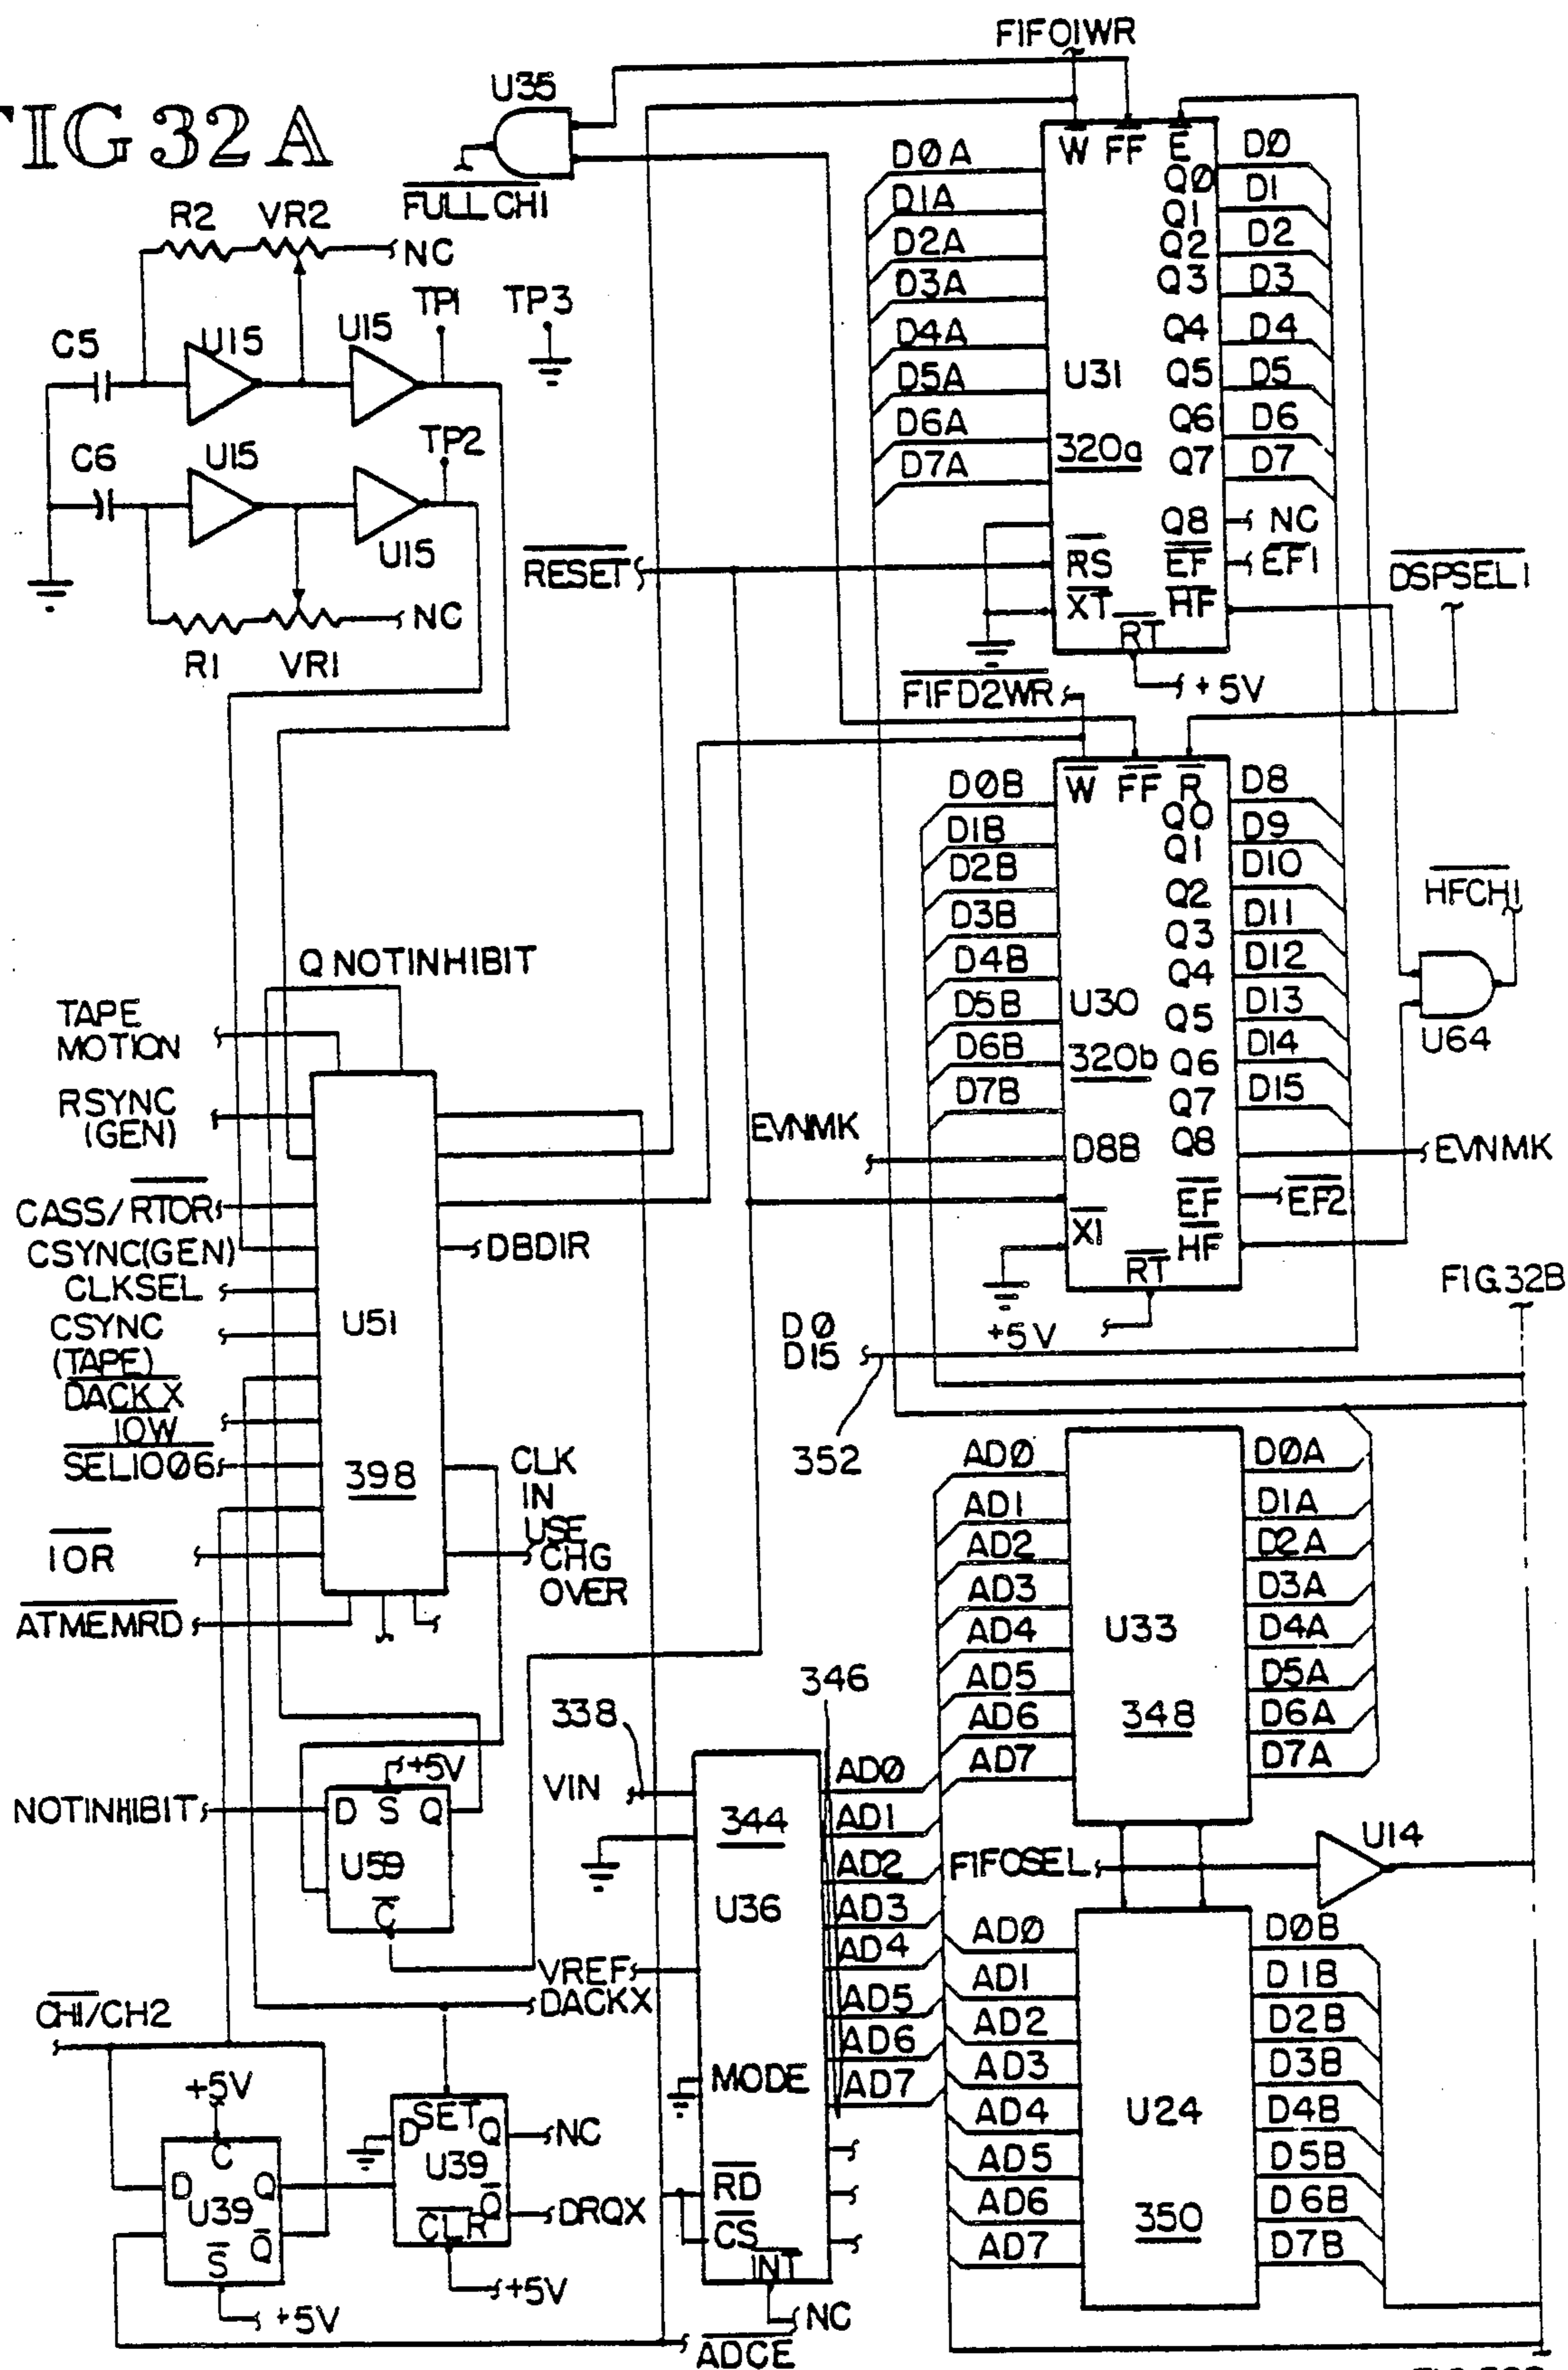 FIG 32 A
FIFO1WR
U35
FULL CH1
R2 VR2
NC
C5
U15
U15
TP1
TP3
C6
U15
U15
TP2
NC
R1 VR1
RESET
D0A
D1A
D2A
D3A
D4A
D5A
D6A
D7A
W FF E
Q0
Q1
Q2
Q3
Q4
Q5
Q6
Q7
Q8
U31
320a
RS
XT
RT
EF
HF
D0
D1
D2
D3
D4
D5
D6
D7
NC
EF1
+5V
DSPSEL1
FIFD2WR
D0B
D1B
D2B
D3B
D4B
D5B
D6B
D7B
EVNMK
W FF R
Q0
Q1
Q2
Q3
Q4
Q5
Q6
Q7
Q8
U30
320b
D8B
XI
RT
EF
HF
D8
D9
D10
D11
D12
D13
D14
D15
EVNMK
EF2
+5V
HFCH1
U64
D0
D15
352
FIG.32B
Q NOTINHIBIT
TAPE
MOTION
RSYNC
(GEN)
CASS/RTOR
CSYNC(GEN)
CLKSEL
CSYNC
(TAPE)
DACK X
IOW
SEL1006
IOR
ATMEMRD
U51
398
DBDIR
CLK
IN
USE
CHG
OVER
AD0
AD1
AD2
AD3
AD4
AD5
AD6
AD7
U33
348
D0A
D1A
D2A
D3A
D4A
D5A
D6A
D7A
346
338
VIN
+5V
NOTINHIBIT
D S Q
U59
C
344
U36
VREF
DACKX
MODE
RD
CS
INT
NC
ADCE
AD0
AD1
AD2
AD3
AD4
AD5
AD6
AD7
FIFOSEL
U14
AD0
AD1
AD2
AD3
AD4
AD5
AD6
AD7
U24
350
D0B
D1B
D2B
D3B
D4B
D5B
D6B
D7B
CH1/CH2
+5V
C
D Q
U39
S Q
+5V
SET
D Q
U39
Q
CLR
NC
DRQX
+5V